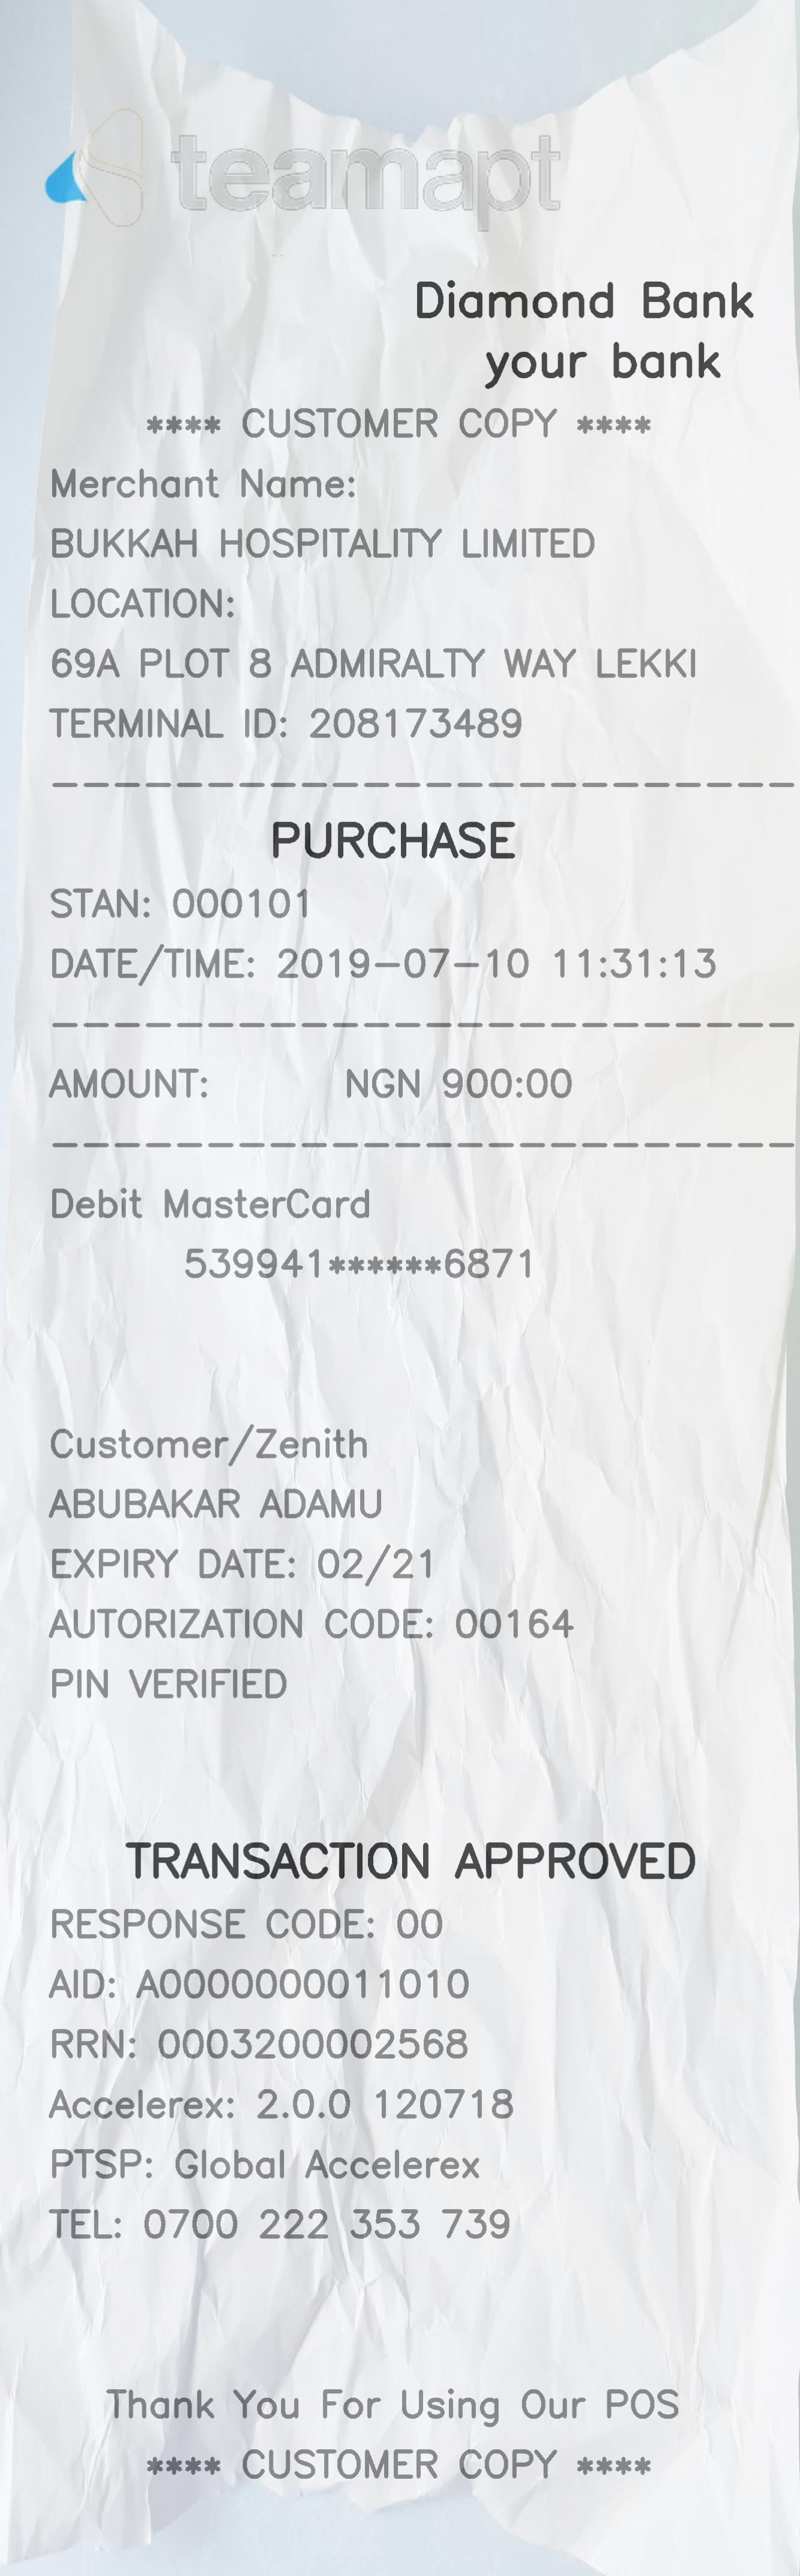 teamapt
Diamond Bank
your bank
**** CUSTOMER COPY ****
Merchant Name:
BUKKAH HOSPITALITY LIMITED
LOCATION:
69A PLOT 8 ADMIRALTY WAY LEKKI
TERMINAL ID: 208173489
------------------------
PURCHASE
STAN: 000101
DATE/TIME: 2019-07-10 11:31:13
------------------------
AMOUNT: NGN 900:00
------------------------
Debit MasterCard
539941******6871
Customer/Zenith
ABUBAKAR ADAMU
EXPIRY DATE: 02/21
AUTORIZATION CODE: 00164
PIN VERIFIED
TRANSACTION APPROVED
RESPONSE CODE: 00
AID: A0000000011010
RRN: 0003200002568
Accelerex: 2.0.0 120718
PTSP: Global Accelerex
TEL: 0700 222 353 739
Thank You For Using Our POS
**** CUSTOMER COPY ****